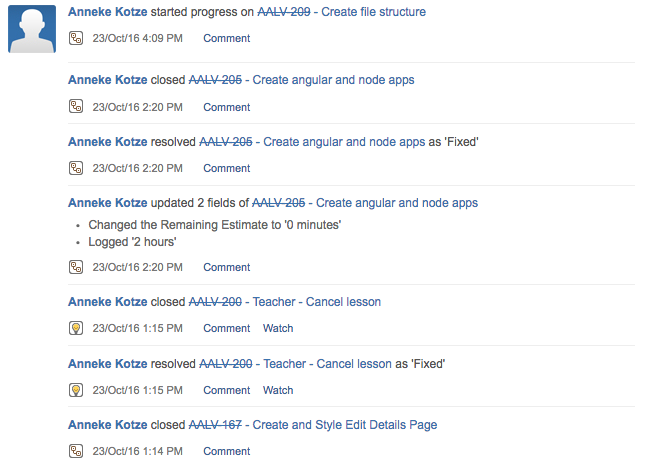 Anneke Kotze started progress on AALV-209 - Create file structure
23/Oct/16 4:09 PM Comment
Anneke Kotze closed AALV-205 - Create angular and node apps
23/Oct/16 2:20 PM Comment
Anneke Kotze resolved AALV-205 - Create angular and node apps as 'Fixed'
23/Oct/16 2:20 PM Comment
Anneke Kotze updated 2 fields of AALV-205 - Create angular and node apps
• Changed the Remaining Estimate to '0 minutes'
• Logged '2 hours'
23/Oct/16 2:20 PM Comment
Anneke Kotze closed AALV-200 - Teacher - Cancel lesson
23/Oct/16 1:15 PM Comment Watch
Anneke Kotze resolved AALV-200 - Teacher - Cancel lesson as 'Fixed'
23/Oct/16 1:15 PM Comment Watch
Anneke Kotze closed AALV-167 - Create and Style Edit Details Page
23/Oct/16 1:14 PM Comment